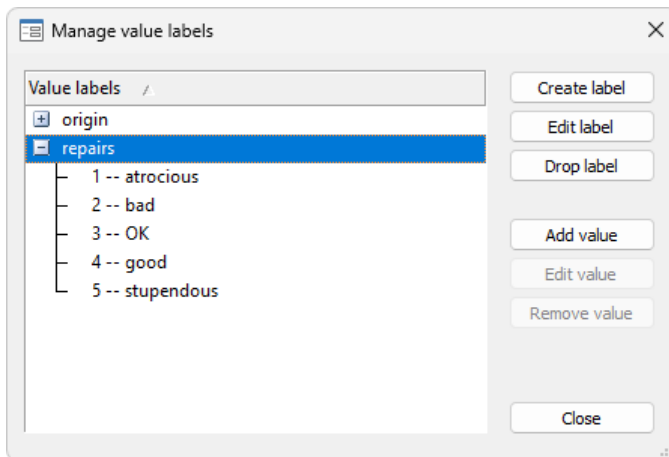 Manage value labels
Value labels
origin
repairs
1 -- atrocious
2 -- bad
3 -- OK
4 -- good
5 -- stupendous
Create label
Edit label
Drop label
Add value
Edit value
Remove value
Close